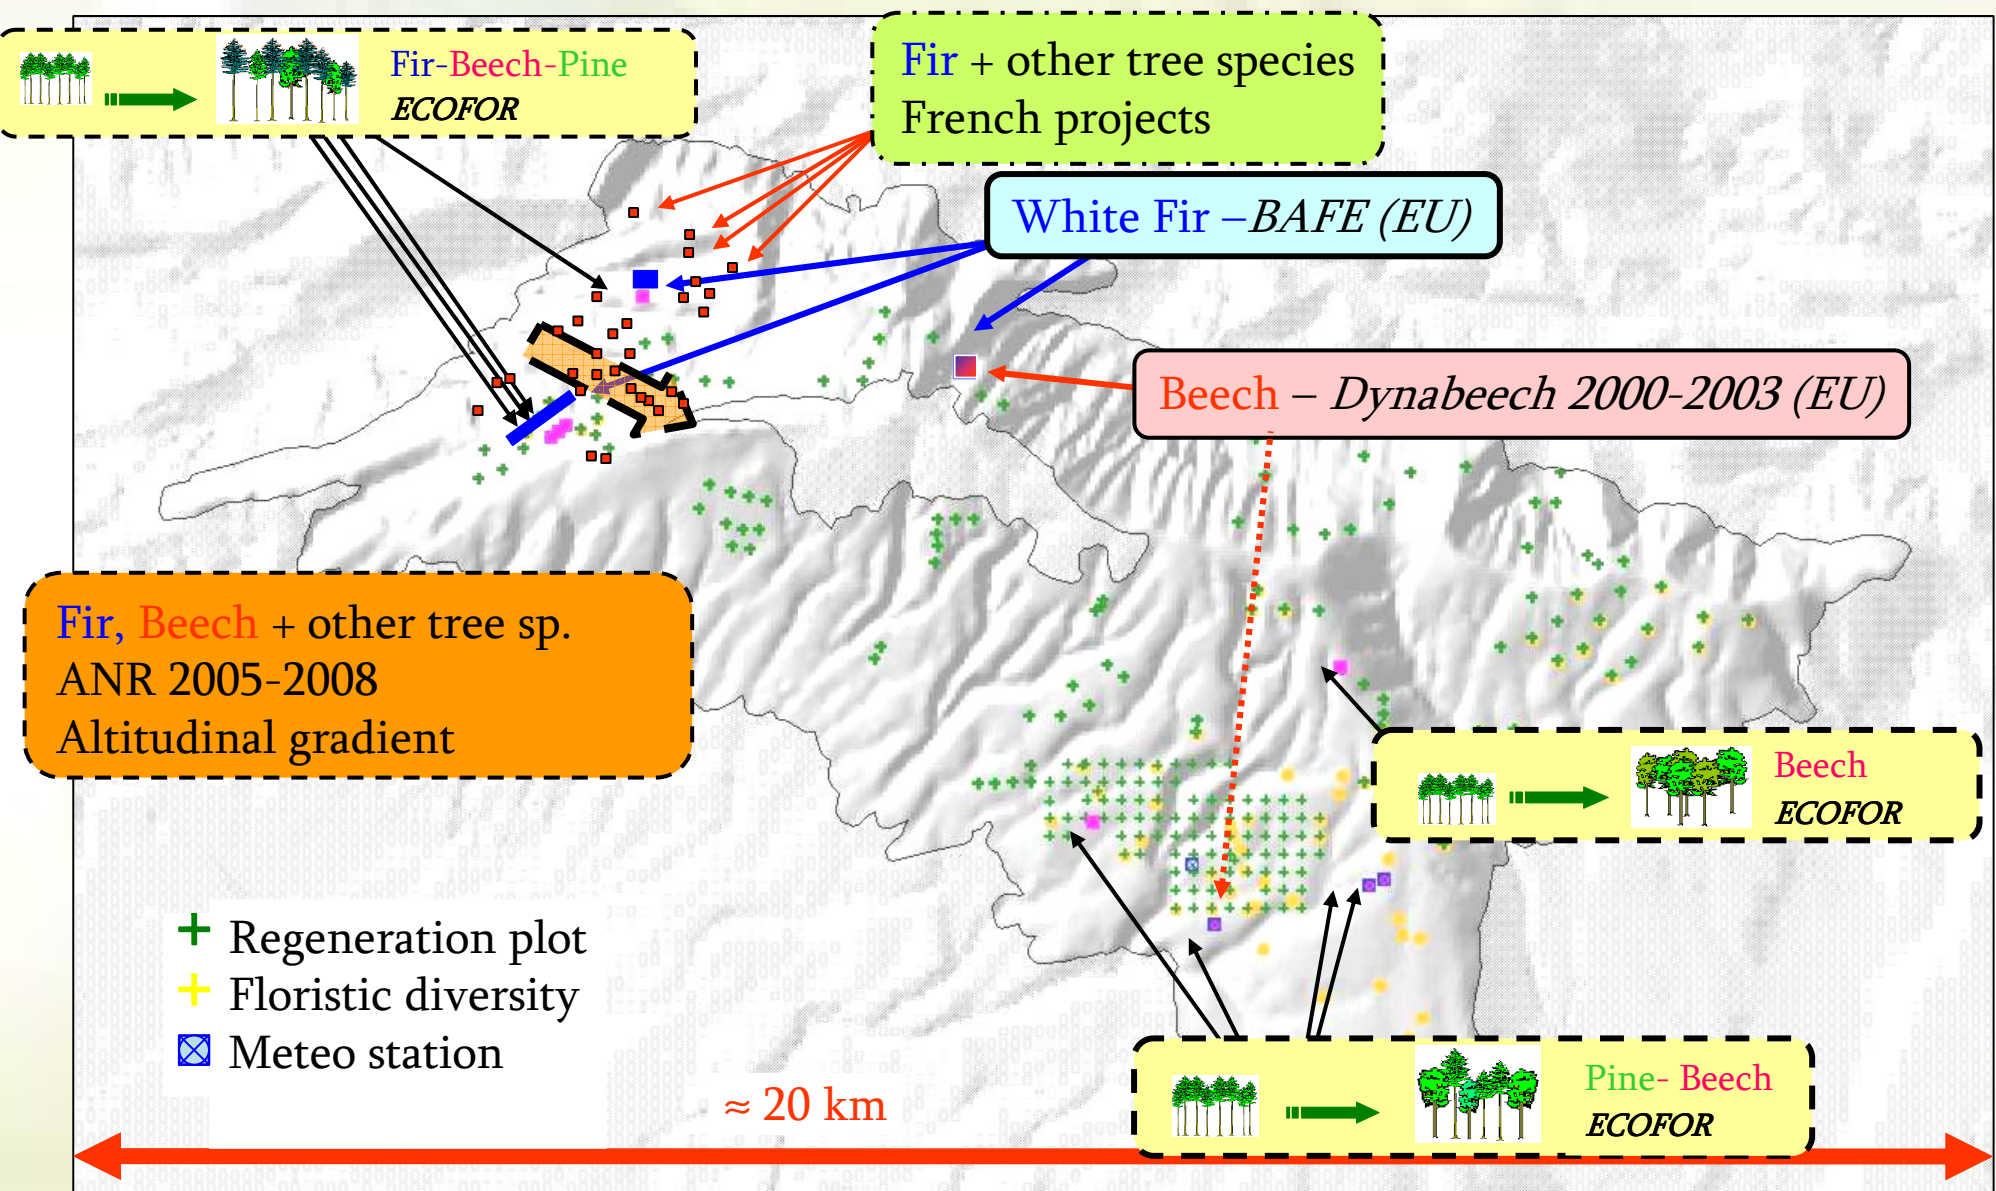 Fir-Beech-Pine
ECOFOR
Fir + other tree species
French projects
White Fir –BAFE (EU)
Beech – Dynabeech 2000-2003 (EU)
Fir, Beech + other tree sp.
ANR 2005-2008
Altitudinal gradient
Beech
ECOFOR
Regeneration plot
Floristic diversity
Meteo station
≈ 20 km
Pine- Beech
ECOFOR